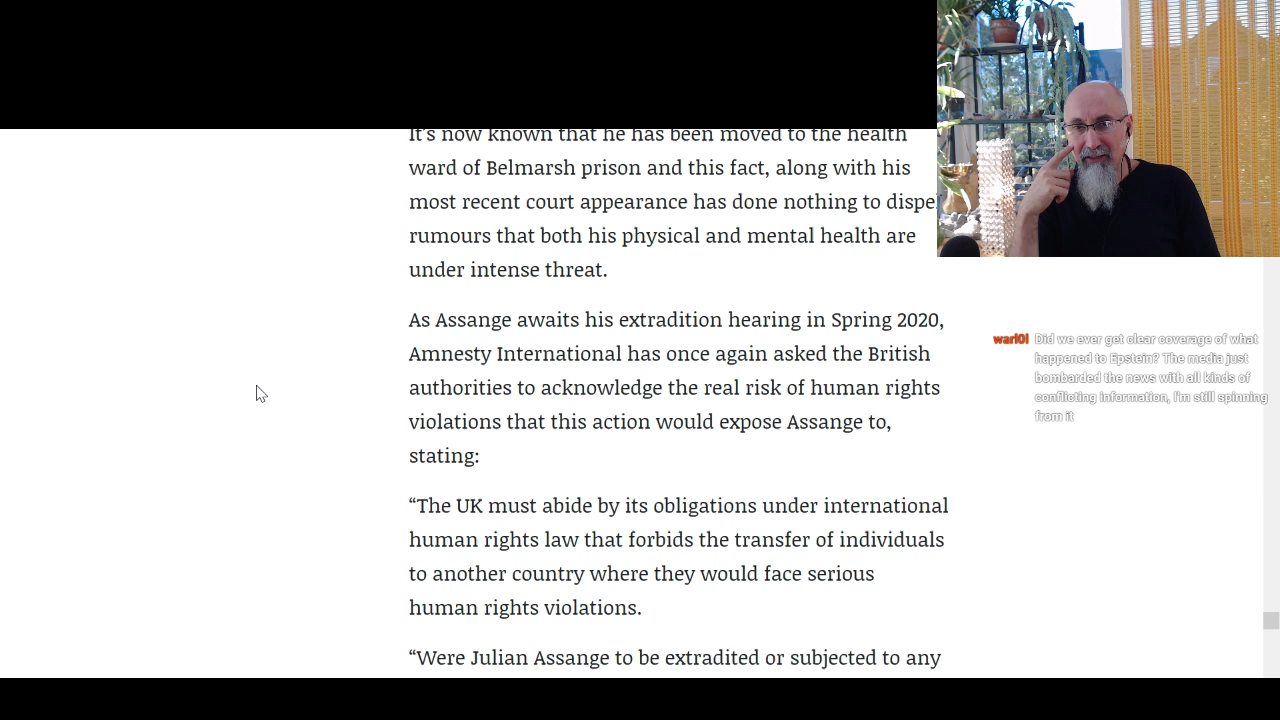 It's now known that he has been moved to the health
ward of Belmarsh prison and this fact, along with his
most recent court appearance has done nothing to dispel
rumours that both his physical and mental health are
under intense threat.
As Assange awaits his extradition hearing in Spring 2020,
Amnesty International has once again asked the British
authorities to acknowledge the real risk of human rights
violations that this action would expose Assange to,
stating:
“The UK must abide by its obligations under international
human rights law that forbids the transfer of individuals
to another country where they would face serious
human rights violations.
“Were Julian Assange to be extradited or subjected to any
Did we ever get clear coverage of what
happened to Epstein? The media just
bombarded the news with all kinds of
conflicting information, I'm still spinning
from it